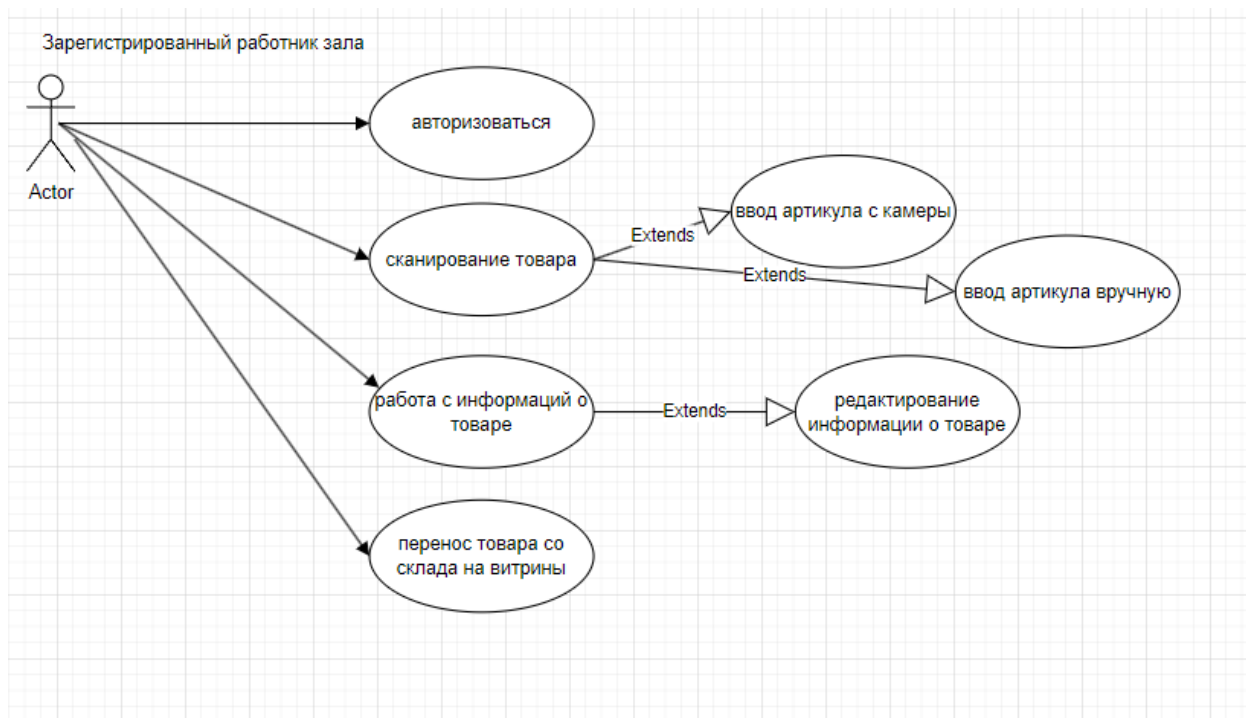 Зарегистрированный работник зала
Actor
авторизоваться
сканирование товара
Extends
ввод артикула с камеры
Extends
ввод артикула вручную
работа с информаций о
товаре
Extends
редактирование
информации о товаре
перенос товара со
склада на витрины